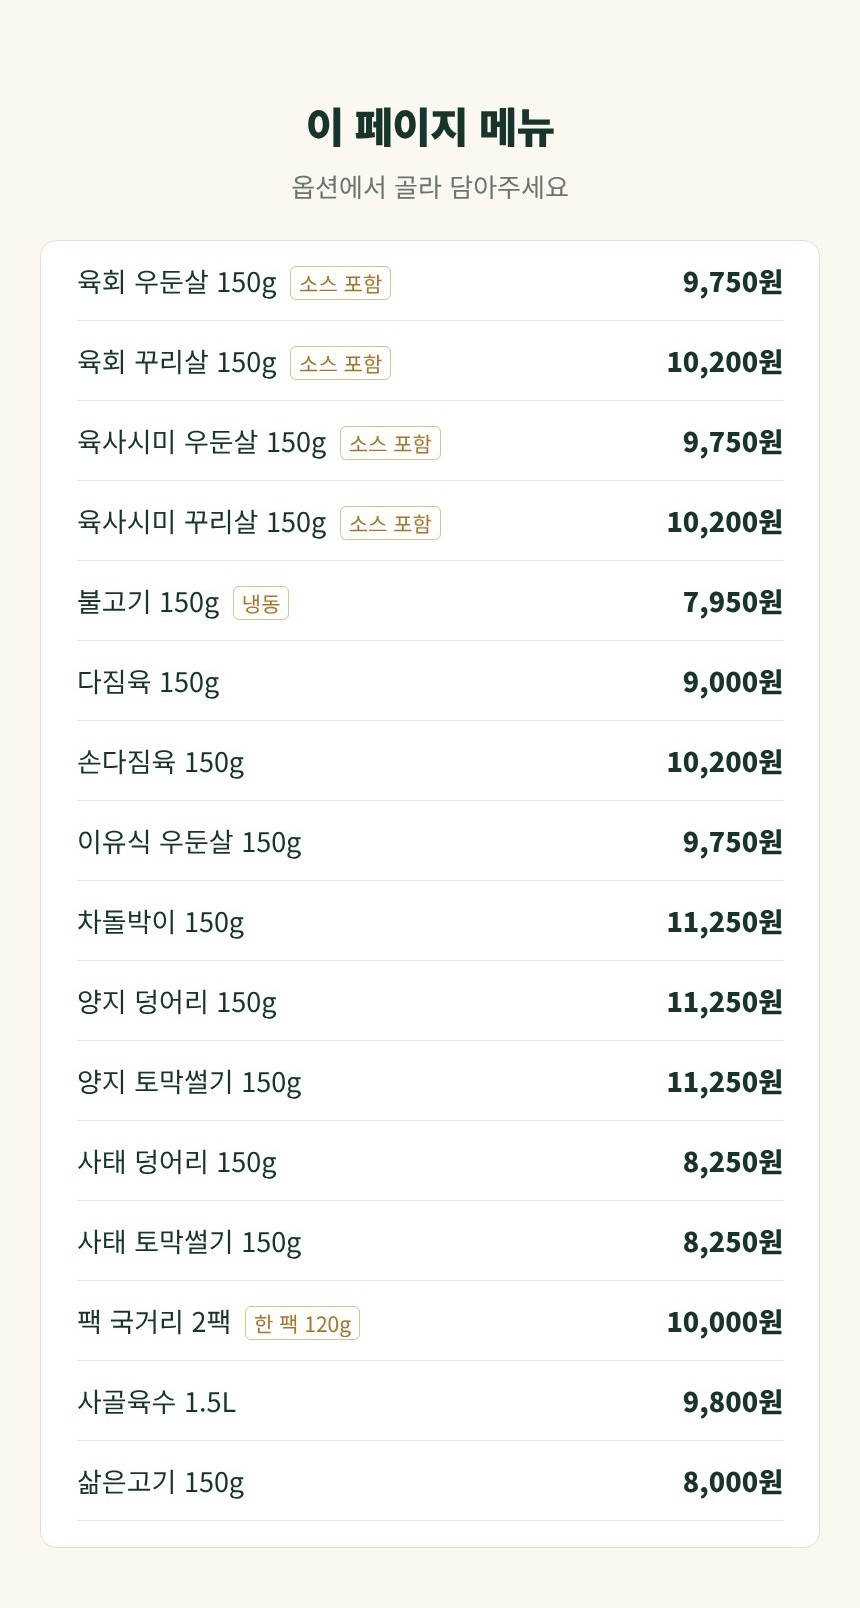 이 페이지 메뉴
옵션에서 골라 담아주세요
육회 우둔살 150g 소스 포함 9,750원
육회 꾸리살 150g 소스 포함 10,200원
육사시미 우둔살 150g 소스 포함 9,750원
육사시미 꾸리살 150g 소스 포함 10,200원
불고기 150g 냉동 7,950원
다짐육 150g 9,000원
손다짐육 150g 10,200원
이유식 우둔살 150g 9,750원
차돌박이 150g 11,250원
양지 덩어리 150g 11,250원
양지 토막썰기 150g 11,250원
사태 덩어리 150g 8,250원
사태 토막썰기 150g 8,250원
팩 국거리 2팩 한 팩 120g 10,000원
사골육수 1.5L 9,800원
삶은고기 150g 8,000원